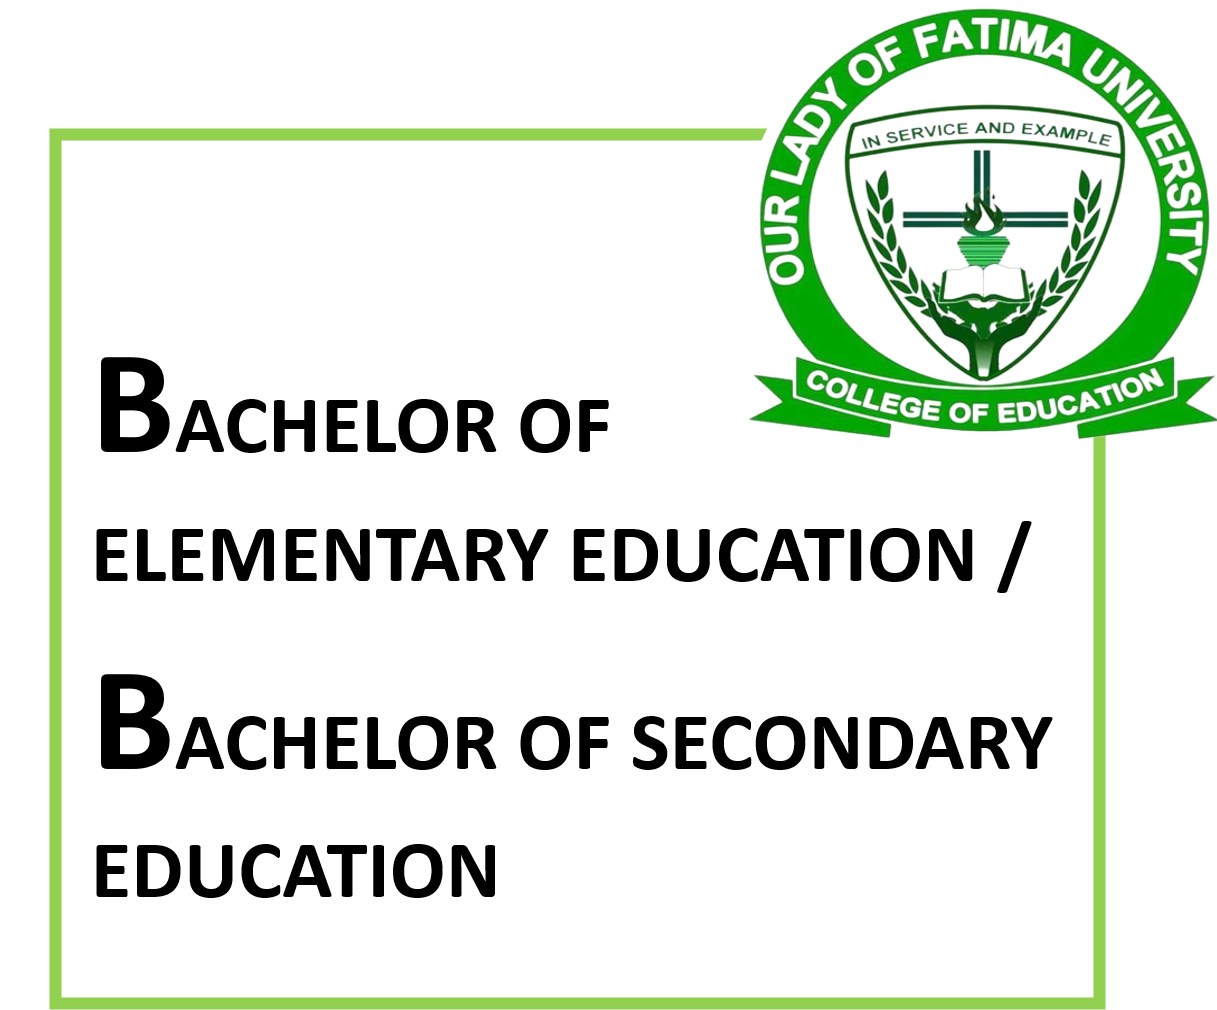 OUR LADY OF FATIMA UNIVERSITY
IN SERVICE AND EXAMPLE
COLLEGE OF EDUCATION
BACHELOR OF
ELEMENTARY EDUCATION /
BACHELOR OF SECONDARY
EDUCATION